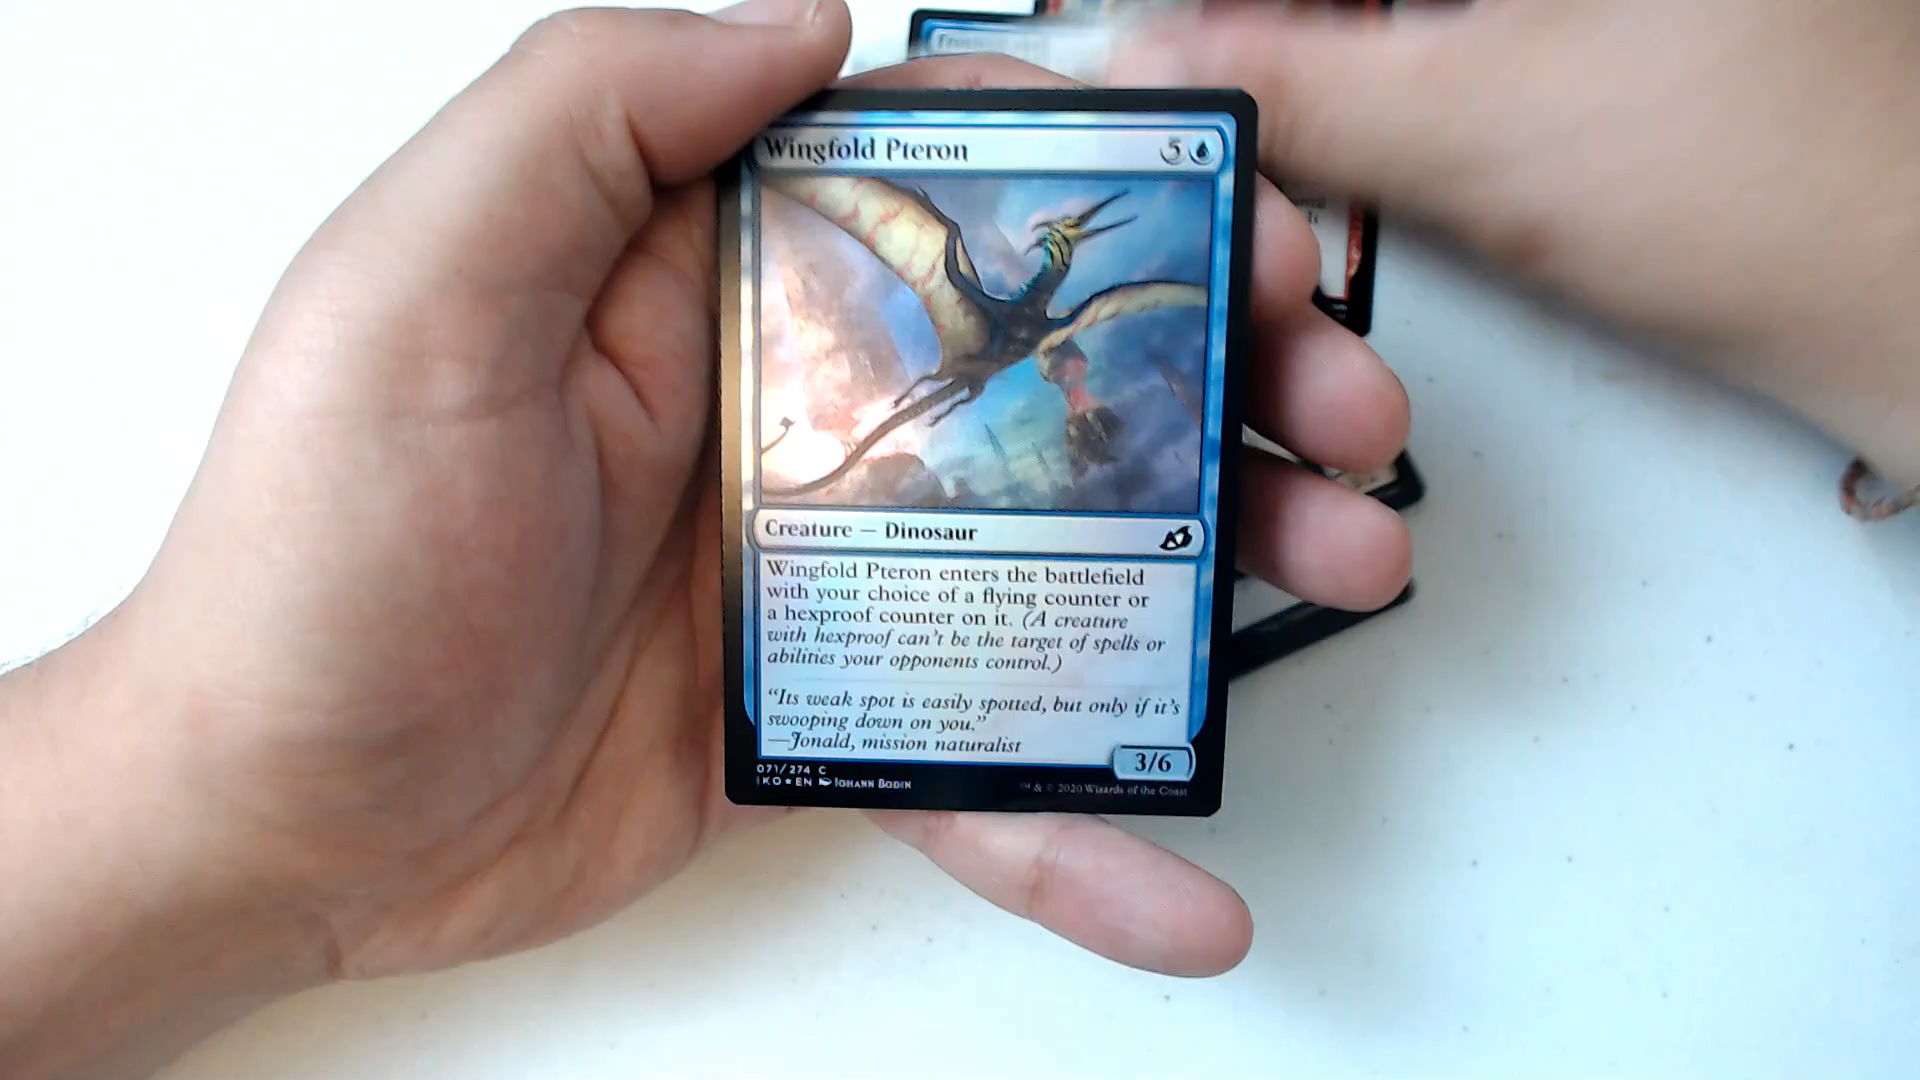 Wingfold Pteron 5
Creature — Dinosaur
Wingfold Pteron enters the battlefield
with your choice of a flying counter or
a hexproof counter on it. (A creature
with hexproof can't be the target of spells or
abilities your opponents control.)
“Its weak spot is easily spotted, but only if it's
swooping down on you.”
—Jonald, mission naturalist
3/6
071/274 C
IKO★EN Johann Bodin
™ & © 2020 Wizards of the Coast